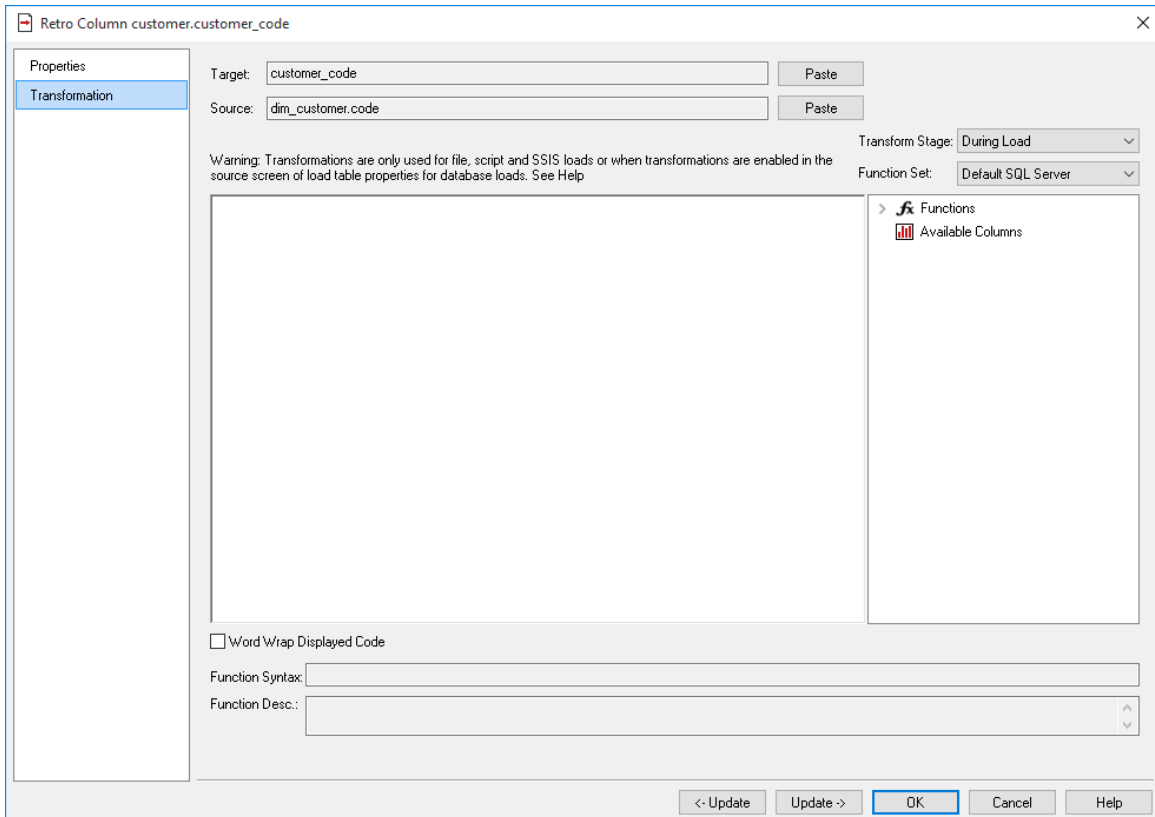 Retro Column customer.customer_code
Properties
Transformation
Target: customer_code Paste
Source: dim_customer.code Paste
Transform Stage: During Load
Warning: Transformations are only used for file, script and SSIS loads or when transformations are enabled in the
source screen of load table properties for database loads. See Help
Function Set: Default SQL Server
fx Functions
Available Columns
Word Wrap Displayed Code
Function Syntax:
Function Desc.:
<- Update Update -> OK Cancel Help